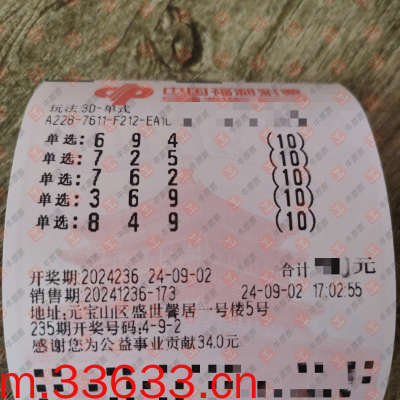 中国福利彩票
玩法:3D-单式
A228-7611-F212-EA1C
单选: 6 9 4 (10)
单选: 7 2 5 (10)
单选: 7 6 2 (10)
单选: 3 6 9 (10)
单选: 8 4 9 (10)
开奖期:2024236 24-09-02 合计 元
销售期:20241236-173 24-09-02 17:02:55
地址:元宝山区盛世馨居一号楼5号
235期开奖号码:4-9-2
感谢您为公益事业贡献34.0元
m.33633.cn